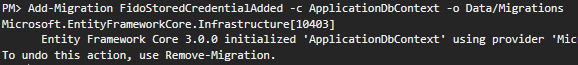 PM> Add-Migration FidoStoredCredentialAdded -c ApplicationDbContext -o Data/Migrations
Microsoft.EntityFrameworkCore.Infrastructure[10403]
Entity Framework Core 3.0.0 initialized 'ApplicationDbContext' using provider 'Mic
To undo this action, use Remove-Migration.